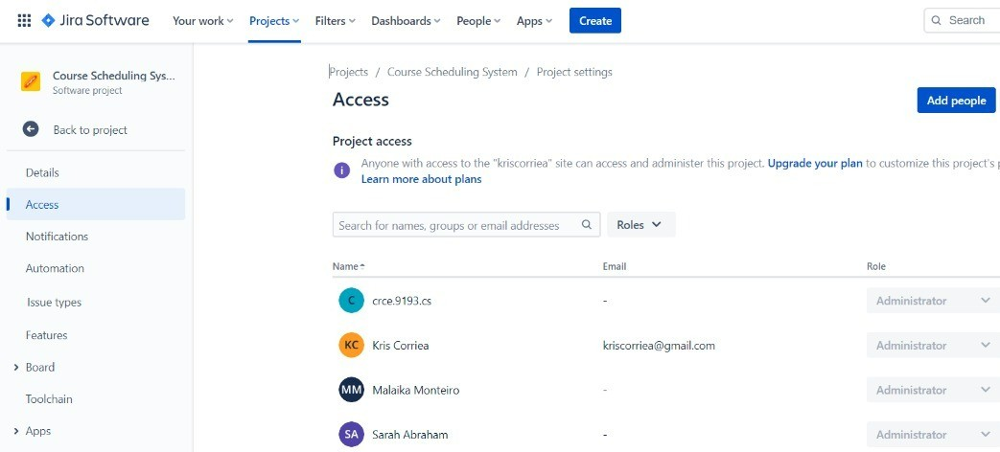 Jira Software Your work Projects Filters Dashboards People Apps Create Search
Course Scheduling Sys...
Software project
Back to project
Details
Access
Notifications
Automation
Issue types
Features
Board
Toolchain
Apps
Projects / Course Scheduling System / Project settings
Access
Add people
Project access
i
Anyone with access to the "kriscorriea" site can access and administer this project. Upgrade your plan to customize this project's
Learn more about plans
Search for names, groups or email addresses Roles
Name Email Role
C crce.9193.cs - Administrator
KC Kris Corriea kriscorriea@gmail.com Administrator
MM Malaika Monteiro - Administrator
SA Sarah Abraham - Administrator